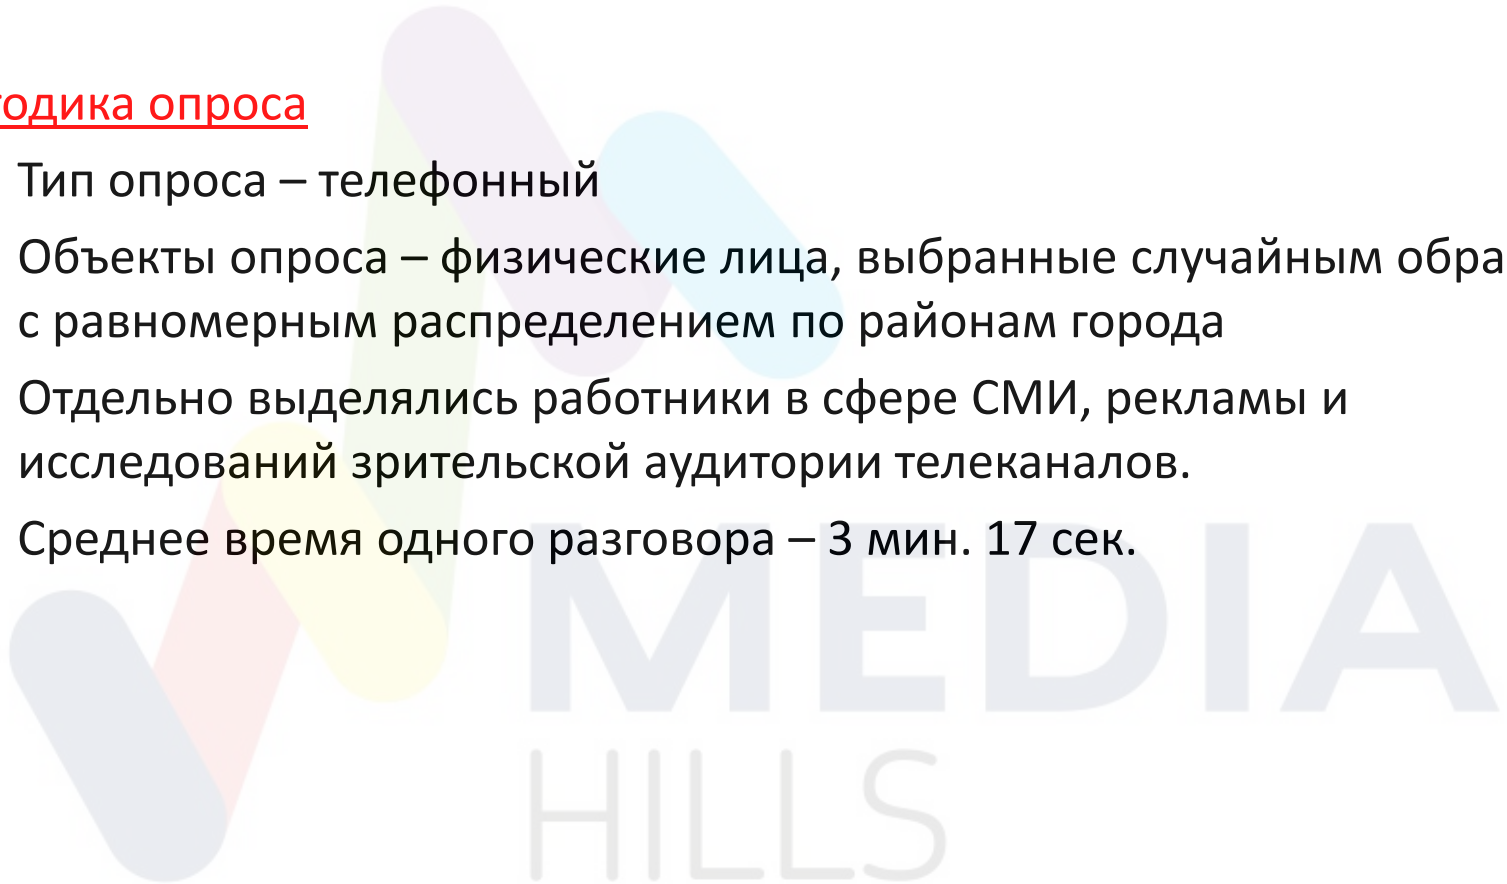 тодика опроса
Тип опроса – телефонный
Объекты опроса – физические лица, выбранные случайным обра
с равномерным распределением по районам города
Отдельно выделялись работники в сфере СМИ, рекламы и
исследований зрительской аудитории телеканалов.
Среднее время одного разговора – 3 мин. 17 сек.
MEDIA
HILLS